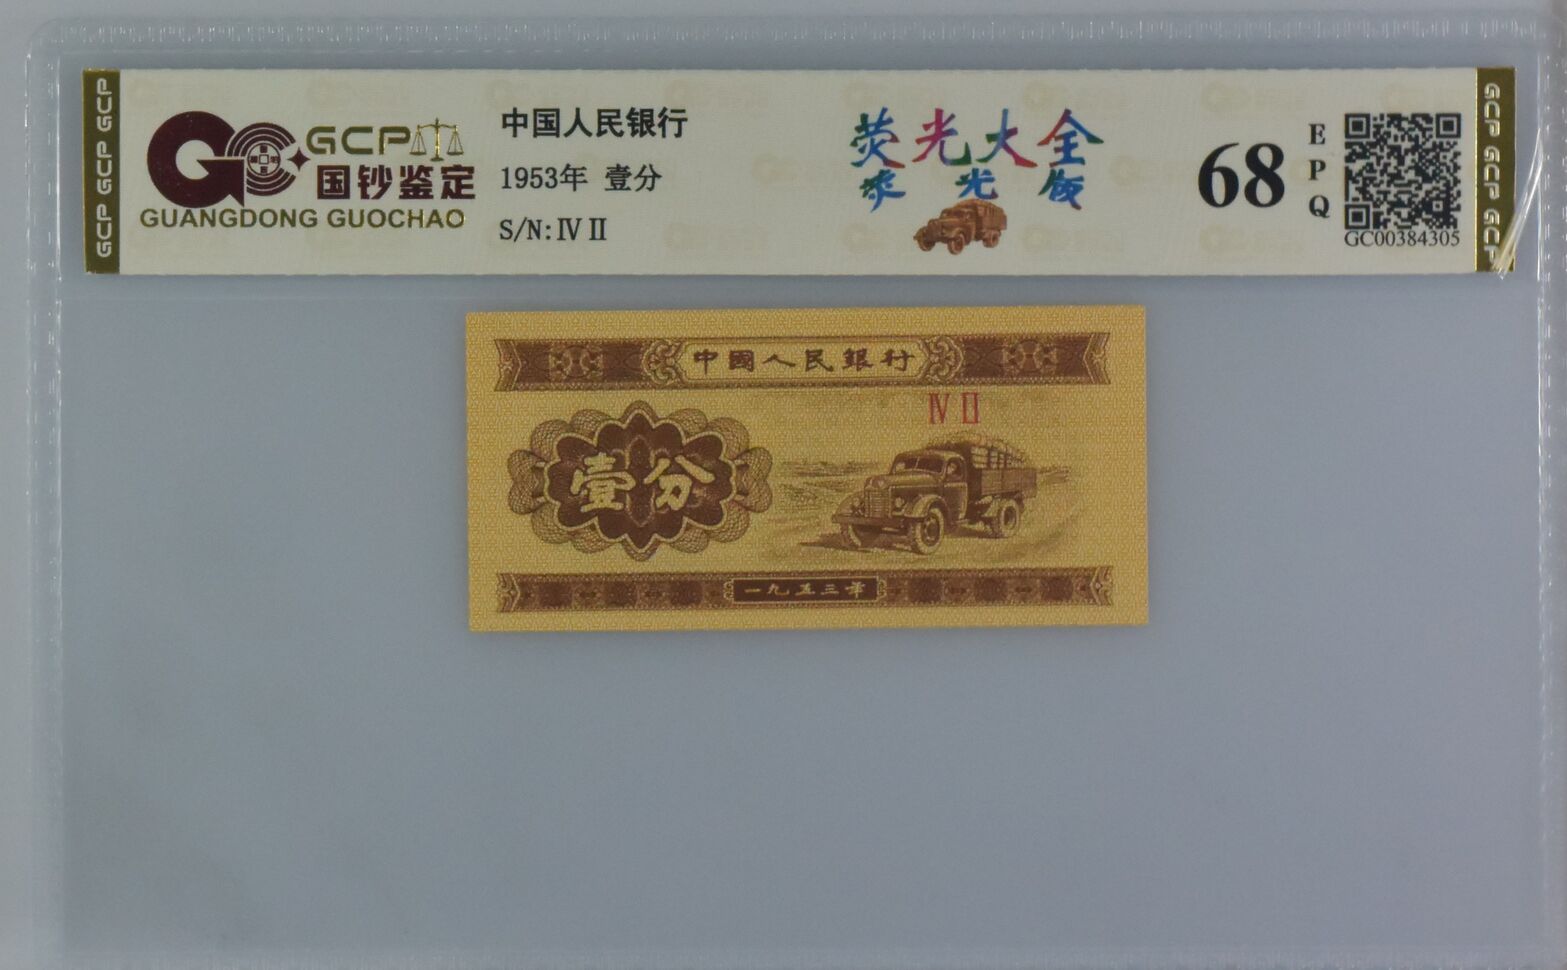 GCP GCP GCP
GCP
国钞鉴定
GUANGDONG GUOCHAO
中国人民银行
1953年 壹分
S/N: Ⅳ Ⅱ
荧光大全
荧光版
68
EPQ
GC00384305
GCP GCP GCP
中國人民銀行
Ⅳ Ⅱ
壹分
一九五三年